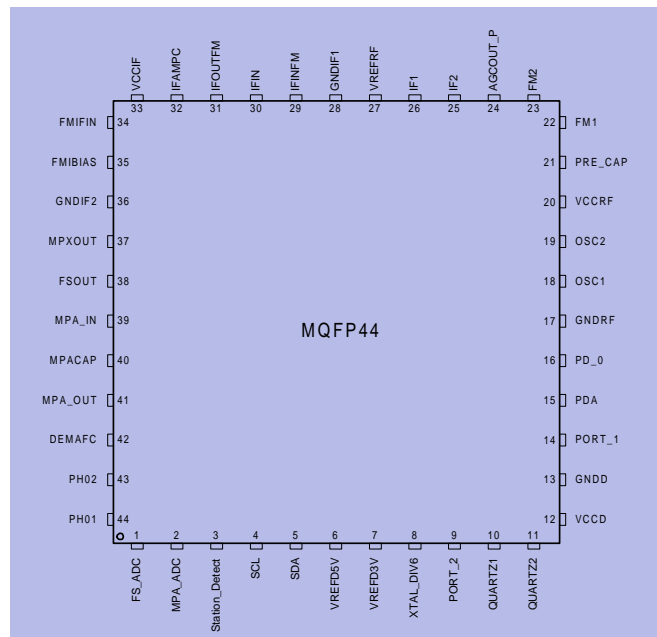 VCCIF IFAMPC IFOUTFM IFIN IFINFM GNDIF1 VREFRF IF1 IF2 AGCOUT_P FM2
33 32 31 30 29 28 27 26 25 24 23
FMIFIN 34 22 FM1
FMIBIAS 35 21 PRE_CAP
GNDIF2 36 20 VCCRF
MPXOUT 37 19 OSC2
FSOUT 38 18 OSC1
MPA_IN 39 17 GNDRF
MQFP44
MPACAP 40 16 PD_0
MPA_OUT 41 15 PDA
DEMAFC 42 14 PORT_1
PH02 43 13 GNDD
PH01 44 12 VCCD
1 2 3 4 5 6 7 8 9 10 11
FS_ADC MPA_ADC Station_Detect SCL SDA VREFD5V VREFD3V XTAL_DIV6 PORT_2 QUARTZ1 QUARTZ2